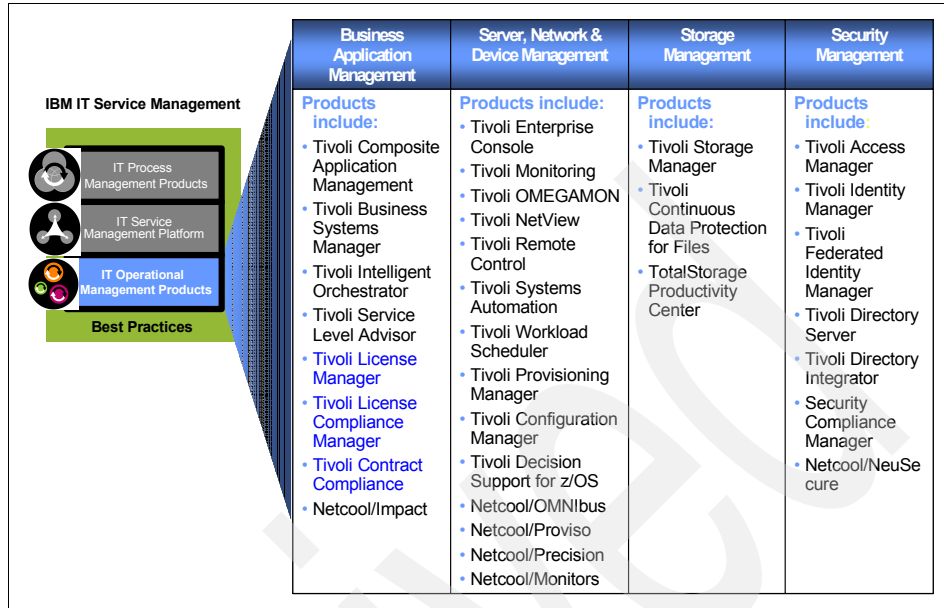 IBM IT Service Management
IT Process
Management Products
IT Service
Management Platform
IT Operational
Management Products
Best Practices
Business
Application
Management
Products
include:
• Tivoli Composite
Application
Management
• Tivoli Business
Systems
Manager
• Tivoli Intelligent
Orchestrator
• Tivoli Service
Level Advisor
• Tivoli License
Manager
• Tivoli License
Compliance
Manager
• Tivoli Contract
Compliance
• Netcool/Impact
Server, Network &
Device Management
Products include:
• Tivoli Enterprise
Console
• Tivoli Monitoring
• Tivoli OMEGAMON
• Tivoli NetView
• Tivoli Remote
Control
• Tivoli Systems
Automation
• Tivoli Workload
Scheduler
• Tivoli Provisioning
Manager
• Tivoli Configuration
Manager
• Tivoli Decision
Support for z/OS
• Netcool/OMNIbus
• Netcool/Proviso
• Netcool/Precision
• Netcool/Monitors
Storage
Management
Products
include:
• Tivoli Storage
Manager
• Tivoli
Continuous
Data Protection
for Files
• TotalStorage
Productivity
Center
Security
Management
Products
include:
• Tivoli Access
Manager
• Tivoli Identity
Manager
• Tivoli
Federated
Identity
Manager
• Tivoli Directory
Server
• Tivoli Directory
Integrator
• Security
Compliance
Manager
• Netcool/NeuSe
cure